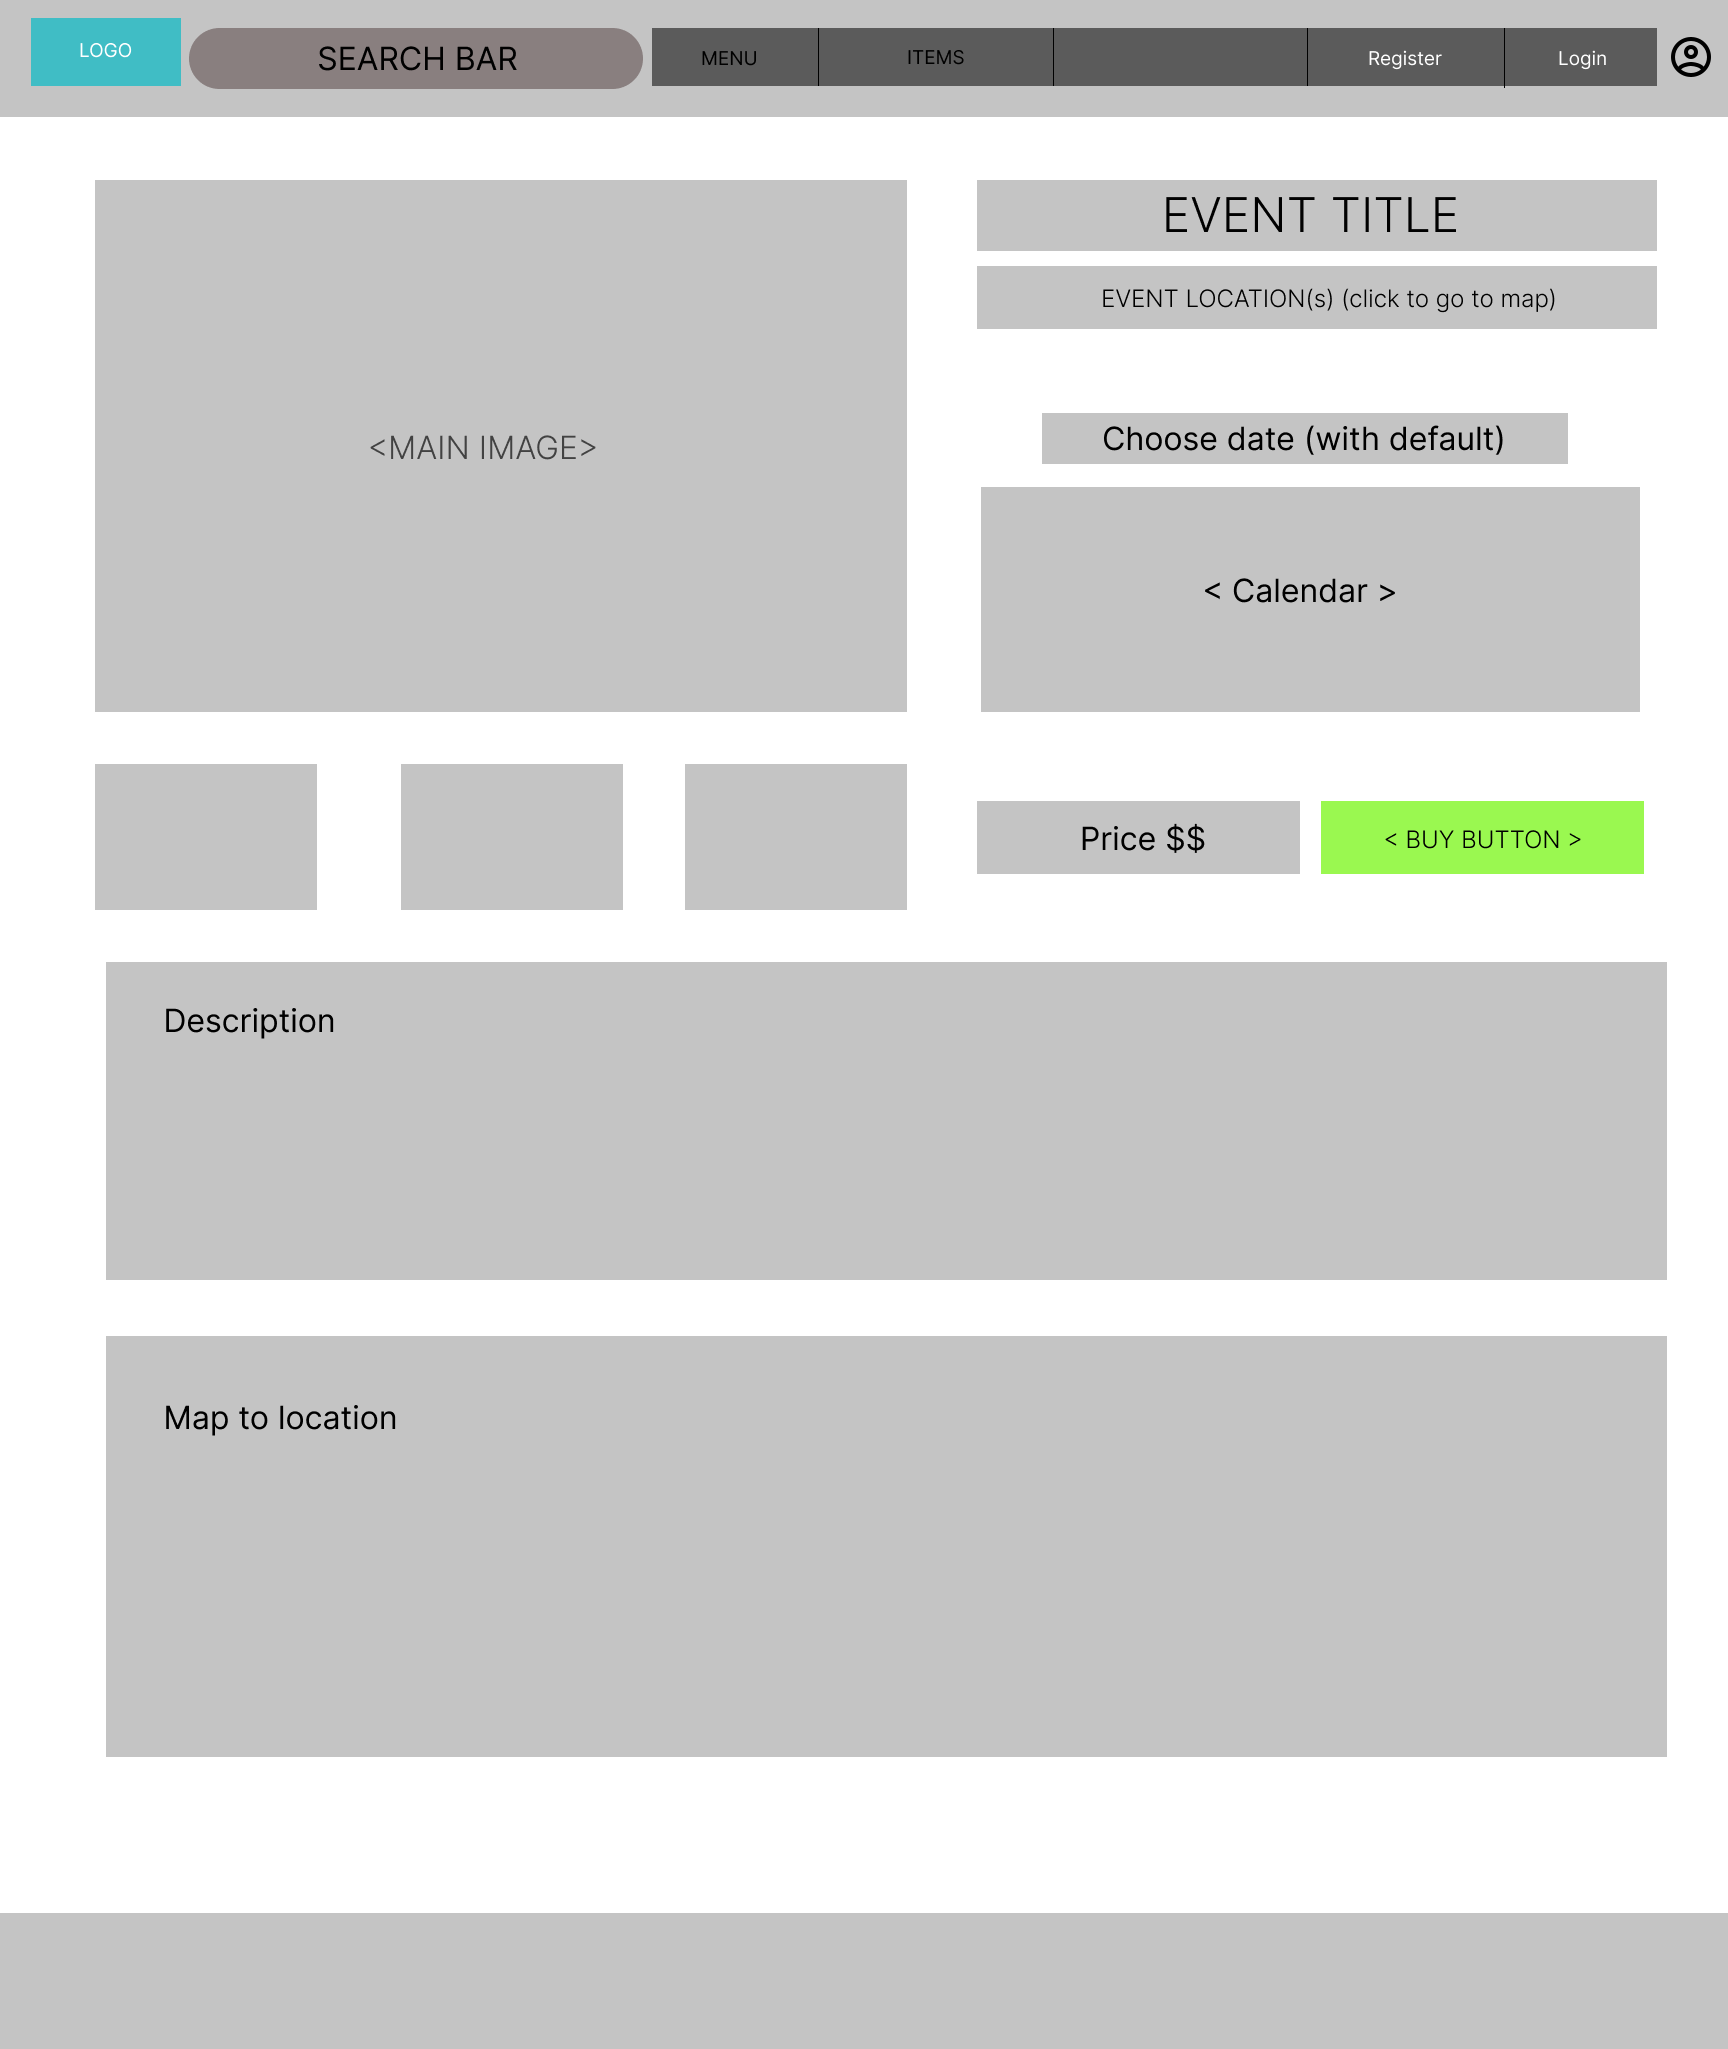 LOGO
SEARCH BAR
MENU
ITEMS
Register
Login
EVENT TITLE
EVENT LOCATION(s) (click to go to map)
<MAIN IMAGE>
Choose date (with default)
< Calendar >
Price $$
< BUY BUTTON >
Description
Map to location